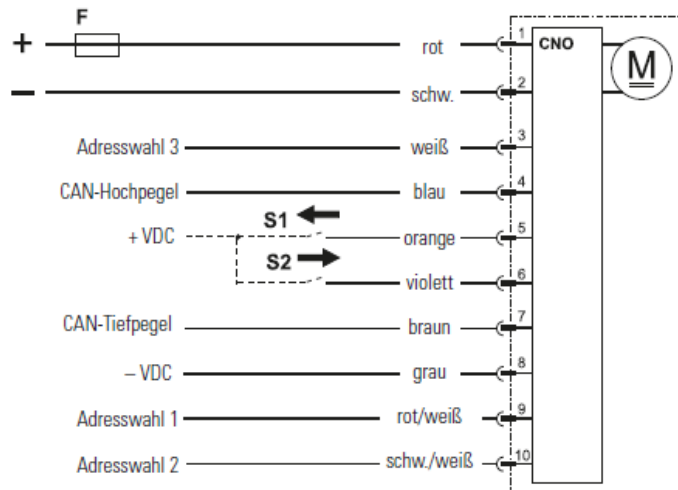 F
+ rot 1 CNO M
− schw. 2
Adresswahl 3 weiß 3
CAN-Hochpegel blau 4
S1
+ VDC orange 5
S2
violett 6
CAN-Tiefpegel braun 7
– VDC grau 8
Adresswahl 1 rot/weiß 9
Adresswahl 2 schw./weiß 10